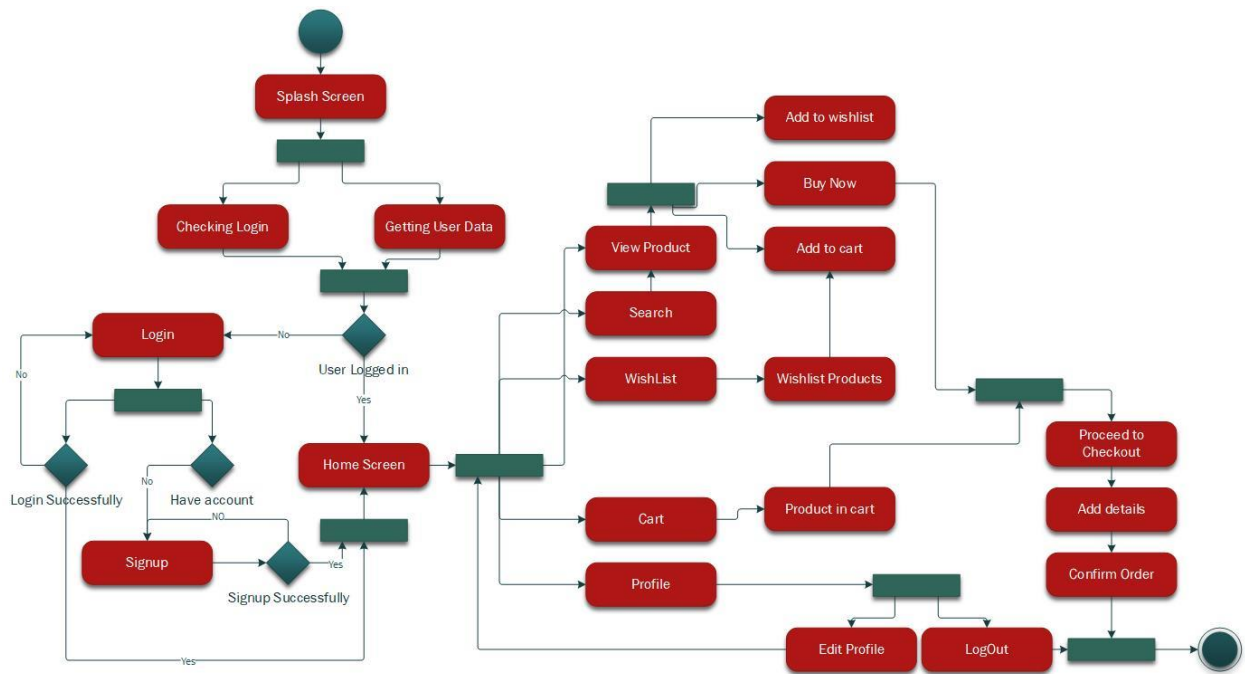 Splash Screen
Add to wishlist
Buy Now
Checking Login
Getting User Data
View Product
Add to cart
Search
Login
No
User Logged in
No
WishList
Wishlist Products
Yes
Proceed to
Checkout
Home Screen
Login Successfully
Have account
No
NO
Cart
Product in cart
Add details
Signup
Yes
Signup Successfully
Profile
Confirm Order
Edit Profile
LogOut
Yes